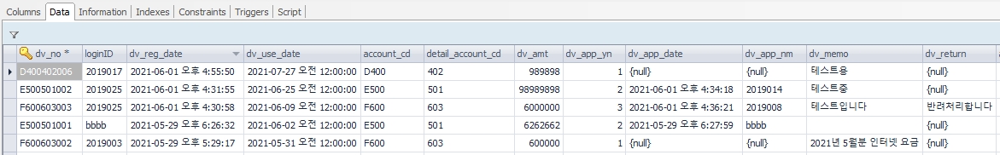 Columns Data Information Indexes Constraints Triggers Script
dv_no * loginID dv_reg_date dv_use_date account_cd detail_account_cd dv_amt dv_app_yn dv_app_date dv_app_nm dv_memo dv_return
D400402006 2019017 2021-06-01 오후 4:55:50 2021-07-27 오전 12:00:00 D400 402 989898 1 {null} {null} 테스트용 {null}
E500501002 2019025 2021-06-01 오후 4:31:55 2021-06-25 오전 12:00:00 E500 501 98989898 2 2021-06-01 오후 4:34:18 2019014 테스트중 {null}
F600603003 2019025 2021-06-01 오후 4:30:58 2021-06-09 오전 12:00:00 F600 603 6000000 3 2021-06-01 오후 4:36:21 2019008 테스트입니다 반려처리합니다
E500501001 bbbb 2021-05-29 오후 6:26:32 2021-06-02 오전 12:00:00 E500 501 6262662 2 2021-05-29 오후 6:27:59 bbbb {null}
F600603002 2019003 2021-05-29 오후 5:29:17 2021-05-31 오전 12:00:00 F600 603 600000 1 {null} {null} 2021년 5월분 인터넷 요금 {null}